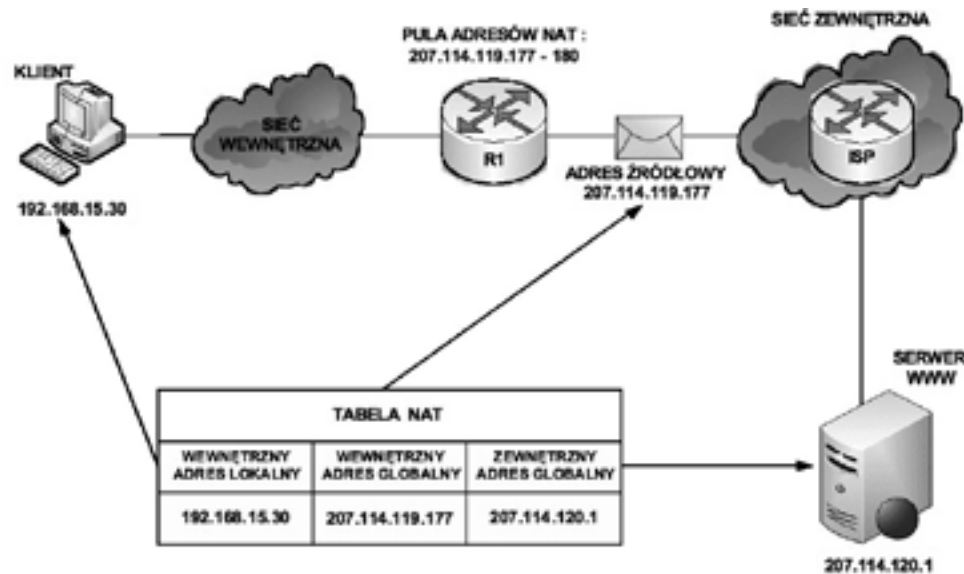 PULA ADRESÓW NAT :
207.114.119.177 - 180
SIEĆ ZEWNĘTRZNA
KLIENT
SIEĆ
WEWNĘTRZNA
R1
ISP
ADRES ŹRÓDŁOWY
207.114.119.177
192.168.15.30
SERWER
WWW
TABELA NAT
WEWNĘTRZNY
ADRES LOKALNY
WEWNĘTRZNY
ADRES GLOBALNY
ZEWNĘTRZNY
ADRES GLOBALNY
192.168.15.30
207.114.119.177
207.114.120.1
207.114.120.1